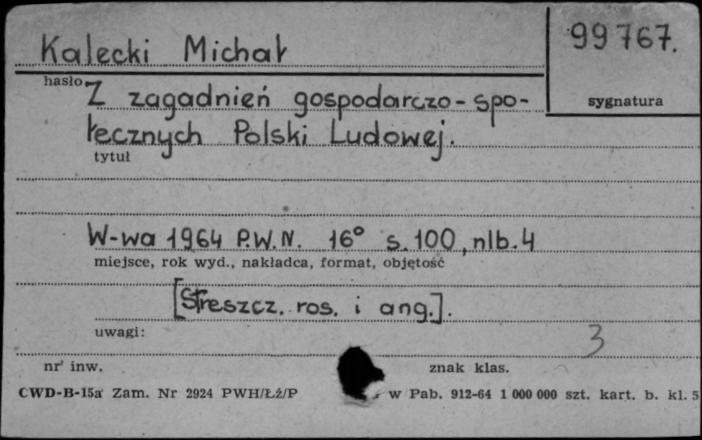 Kalecki Michał
99767.
hasło
Z zagadnień gospodarczo-spo-
sygnatura
łecznych Polski Ludowej.
tytuł
W-wa 1964 P.W.N. 16° s.100, nlb.4
miejsce, rok wyd., nakładca, format, objętość
[Streszcz. ros. i ang.].
uwagi:
3
nr inw.
znak klas.
CWD-B-15a Zam. Nr 2924 PWH/Łź/P w Pab. 912-64 1 000 000 szt. kart. b. kl. 5